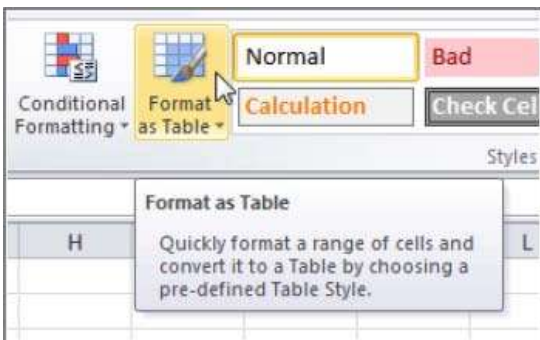 Conditional
Formatting
Format
as Table
Normal
Bad
Calculation
Check Cel
Styles
Format as Table
Quickly format a range of cells and
convert it to a Table by choosing a
pre-defined Table Style.
H
L